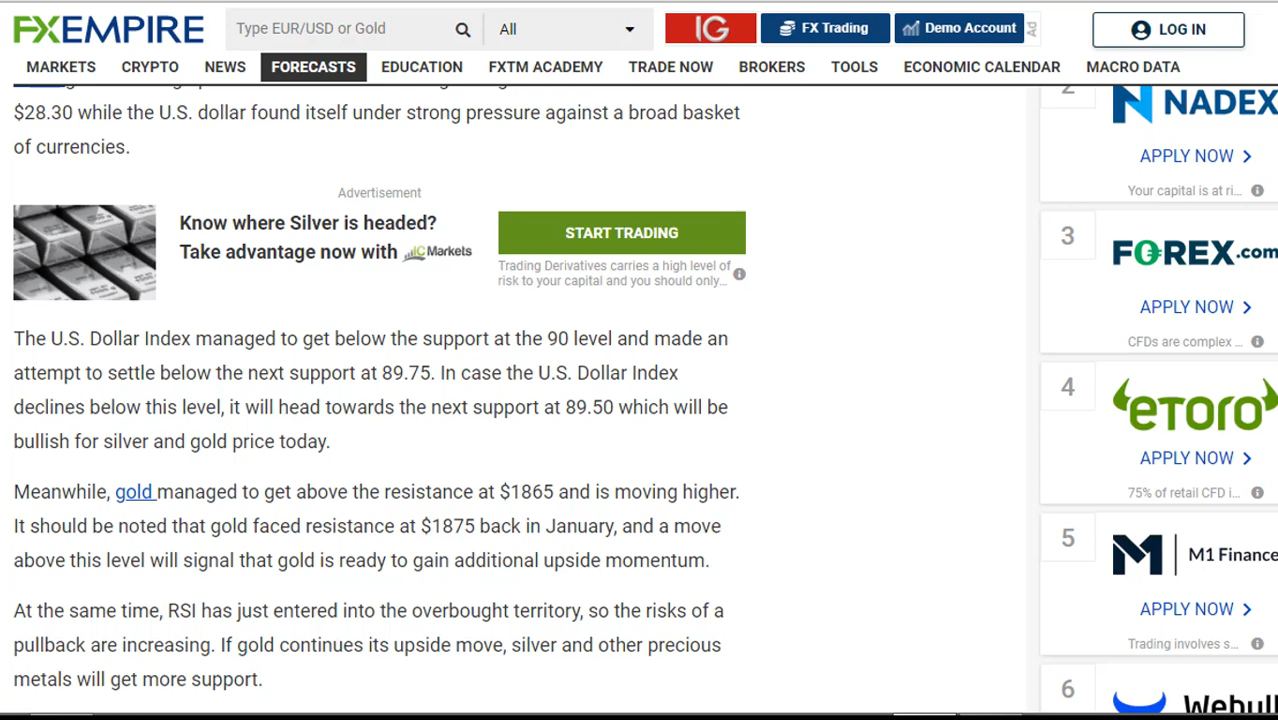 FXEMPIRE
Type EUR/USD or Gold
All
IG
FX Trading
Demo Account
Ad
LOG IN
MARKETS CRYPTO NEWS FORECASTS EDUCATION FXTM ACADEMY TRADE NOW BROKERS TOOLS ECONOMIC CALENDAR MACRO DATA
$28.30 while the U.S. dollar found itself under strong pressure against a broad basket
of currencies.
Advertisement
Know where Silver is headed?
Take advantage now with IC Markets
START TRADING
Trading Derivatives carries a high level of
risk to your capital and you should only...
The U.S. Dollar Index managed to get below the support at the 90 level and made an
attempt to settle below the next support at 89.75. In case the U.S. Dollar Index
declines below this level, it will head towards the next support at 89.50 which will be
bullish for silver and gold price today.
Meanwhile, gold managed to get above the resistance at $1865 and is moving higher.
It should be noted that gold faced resistance at $1875 back in January, and a move
above this level will signal that gold is ready to gain additional upside momentum.
At the same time, RSI has just entered into the overbought territory, so the risks of a
pullback are increasing. If gold continues its upside move, silver and other precious
metals will get more support.
2
NADEX
APPLY NOW
Your capital is at ri...
3
FOREX.com
APPLY NOW
CFDs are complex ...
4
eToro
APPLY NOW
75% of retail CFD i...
5
M1 Finance
APPLY NOW
Trading involves s...
6
Webull